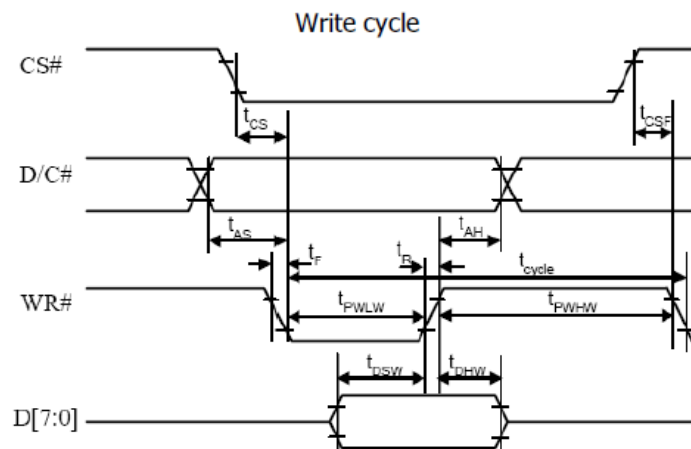 Write cycle
CS#
tCS
tCSF
D/C#
tAS
tAH
tF
tR
tcycle
WR#
tPWLW
tPWHW
tDSW
tDHW
D[7:0]